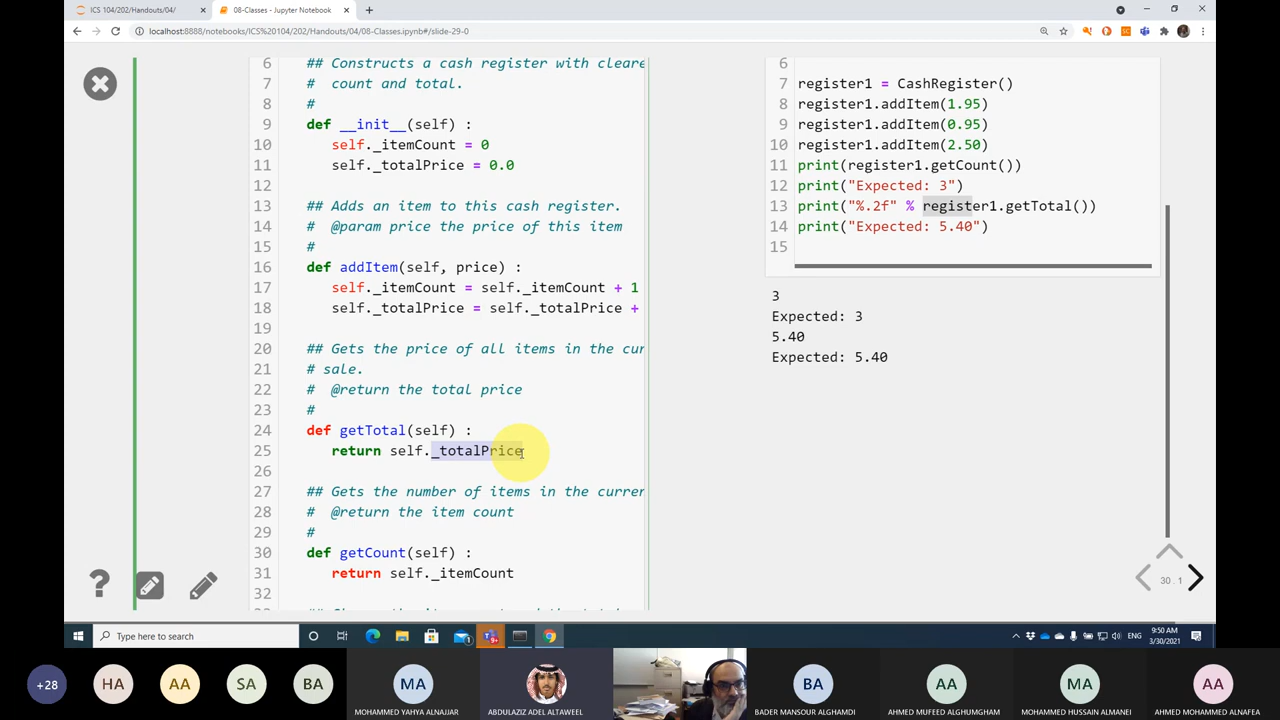 ICS 104/202/Handouts/04/
08-Classes - Jupyter Notebook
localhost:8888/notebooks/ICS%20104/202/Handouts/04/08-Classes.ipynb#/slide-29-0
6 ## Constructs a cash register with cleare
7 # count and total.
8 #
9 def __init__(self) :
10 self._itemCount = 0
11 self._totalPrice = 0.0
12
13 ## Adds an item to this cash register.
14 # @param price the price of this item
15 #
16 def addItem(self, price) :
17 self._itemCount = self._itemCount + 1
18 self._totalPrice = self._totalPrice +
19
20 ## Gets the price of all items in the cur
21 # sale.
22 # @return the total price
23 #
24 def getTotal(self) :
25 return self._totalPrice
26
27 ## Gets the number of items in the curren
28 # @return the item count
29 #
30 def getCount(self) :
31 return self._itemCount
32
33
6
7 register1 = CashRegister()
8 register1.addItem(1.95)
9 register1.addItem(0.95)
10 register1.addItem(2.50)
11 print(register1.getCount())
12 print("Expected: 3")
13 print("%.2f" % register1.getTotal())
14 print("Expected: 5.40")
15
3
Expected: 3
5.40
Expected: 5.40
30.1
Type here to search
1
9+
ENG
9:50 AM
3/30/2021
+28
HA
AA
SA
BA
MA
MOHAMMED YAHYA ALNAJJAR
ABDULAZIZ ADEL ALTAWEEL
BA
BADER MANSOUR ALGHAMDI
AA
AHMED MUFEED ALGHUMGHAM
MA
MOHAMMED HUSSAIN ALMANEI
AA
AHMED MOHAMMED ALNAFEA